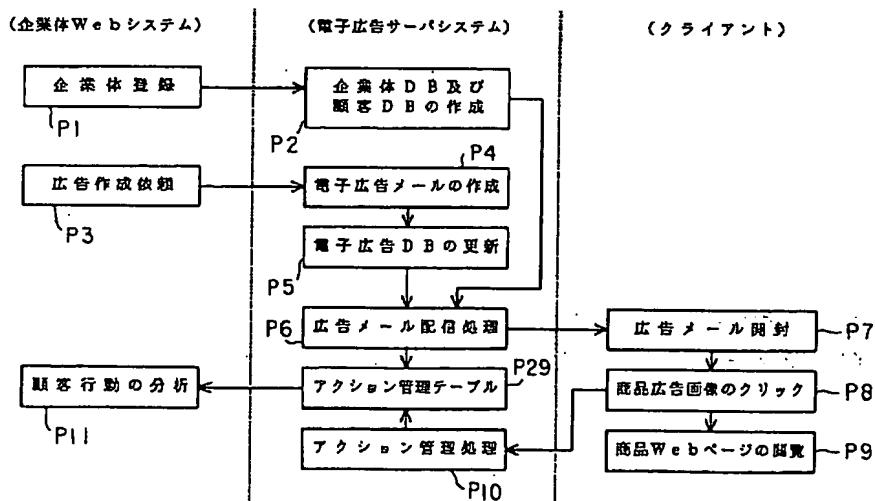 (企業体Webシステム)
(電子広告サーバシステム)
(クライアント)
企業体登録
P1
企業体DB及び
顧客DBの作成
P2
広告作成依頼
P3
P4
電子広告メールの作成
電子広告DBの更新
P5
広告メール配信処理
P6
広告メール開封
P7
顧客行動の分析
P11
アクション管理テーブル
P29
商品広告画像のクリック
P8
アクション管理処理
P10
商品Webページの閲覧
P9